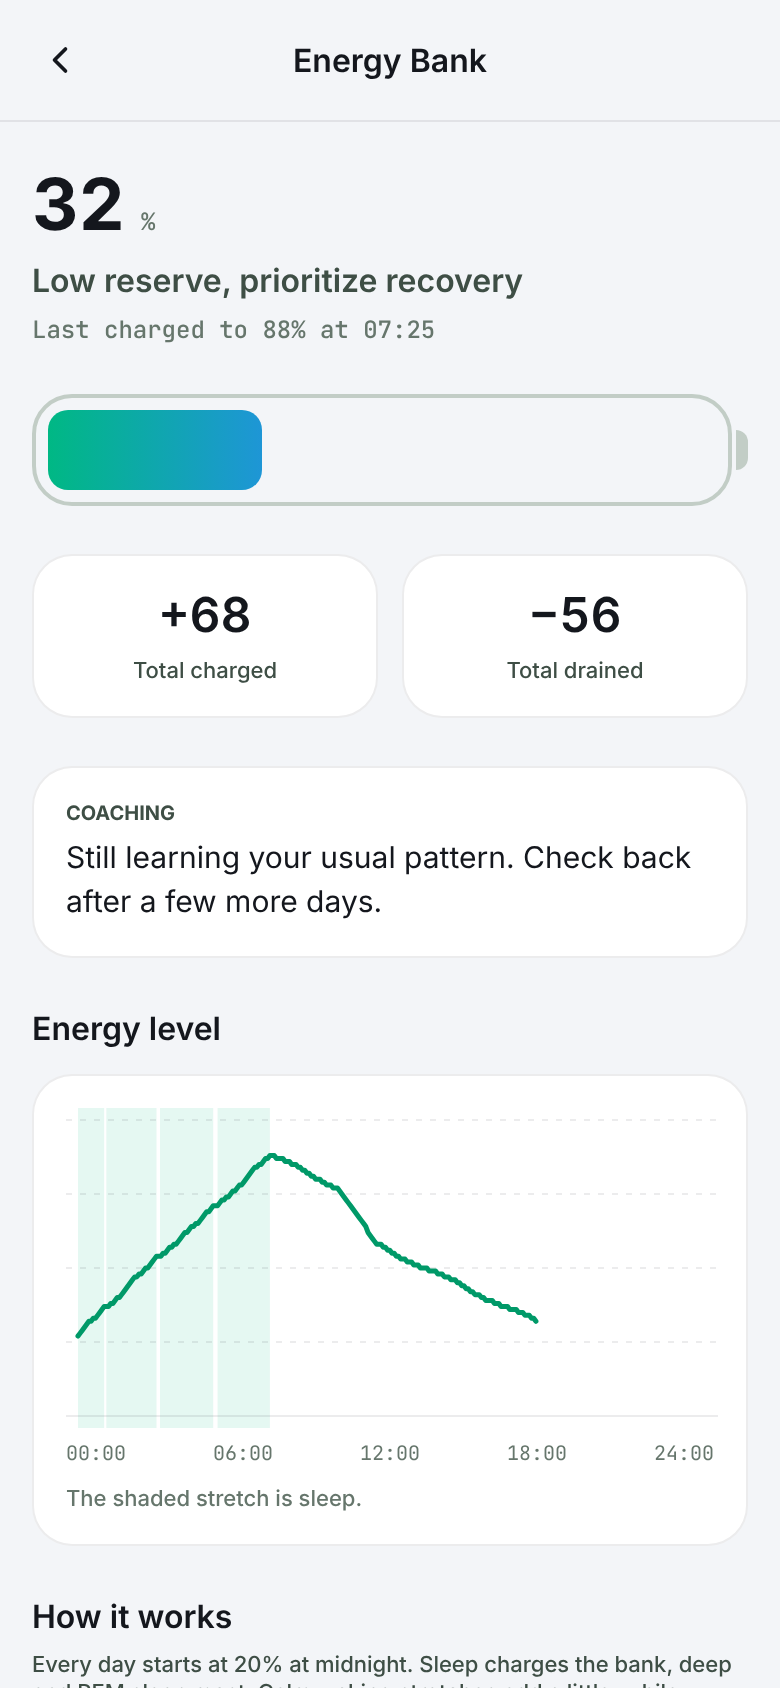 Energy Bank
32 %
Low reserve, prioritize recovery
Last charged to 88% at 07:25
+68
Total charged
−56
Total drained
COACHING
Still learning your usual pattern. Check back
after a few more days.
Energy level
00:00 06:00 12:00 18:00 24:00
The shaded stretch is sleep.
How it works
Every day starts at 20% at midnight. Sleep charges the bank, deep